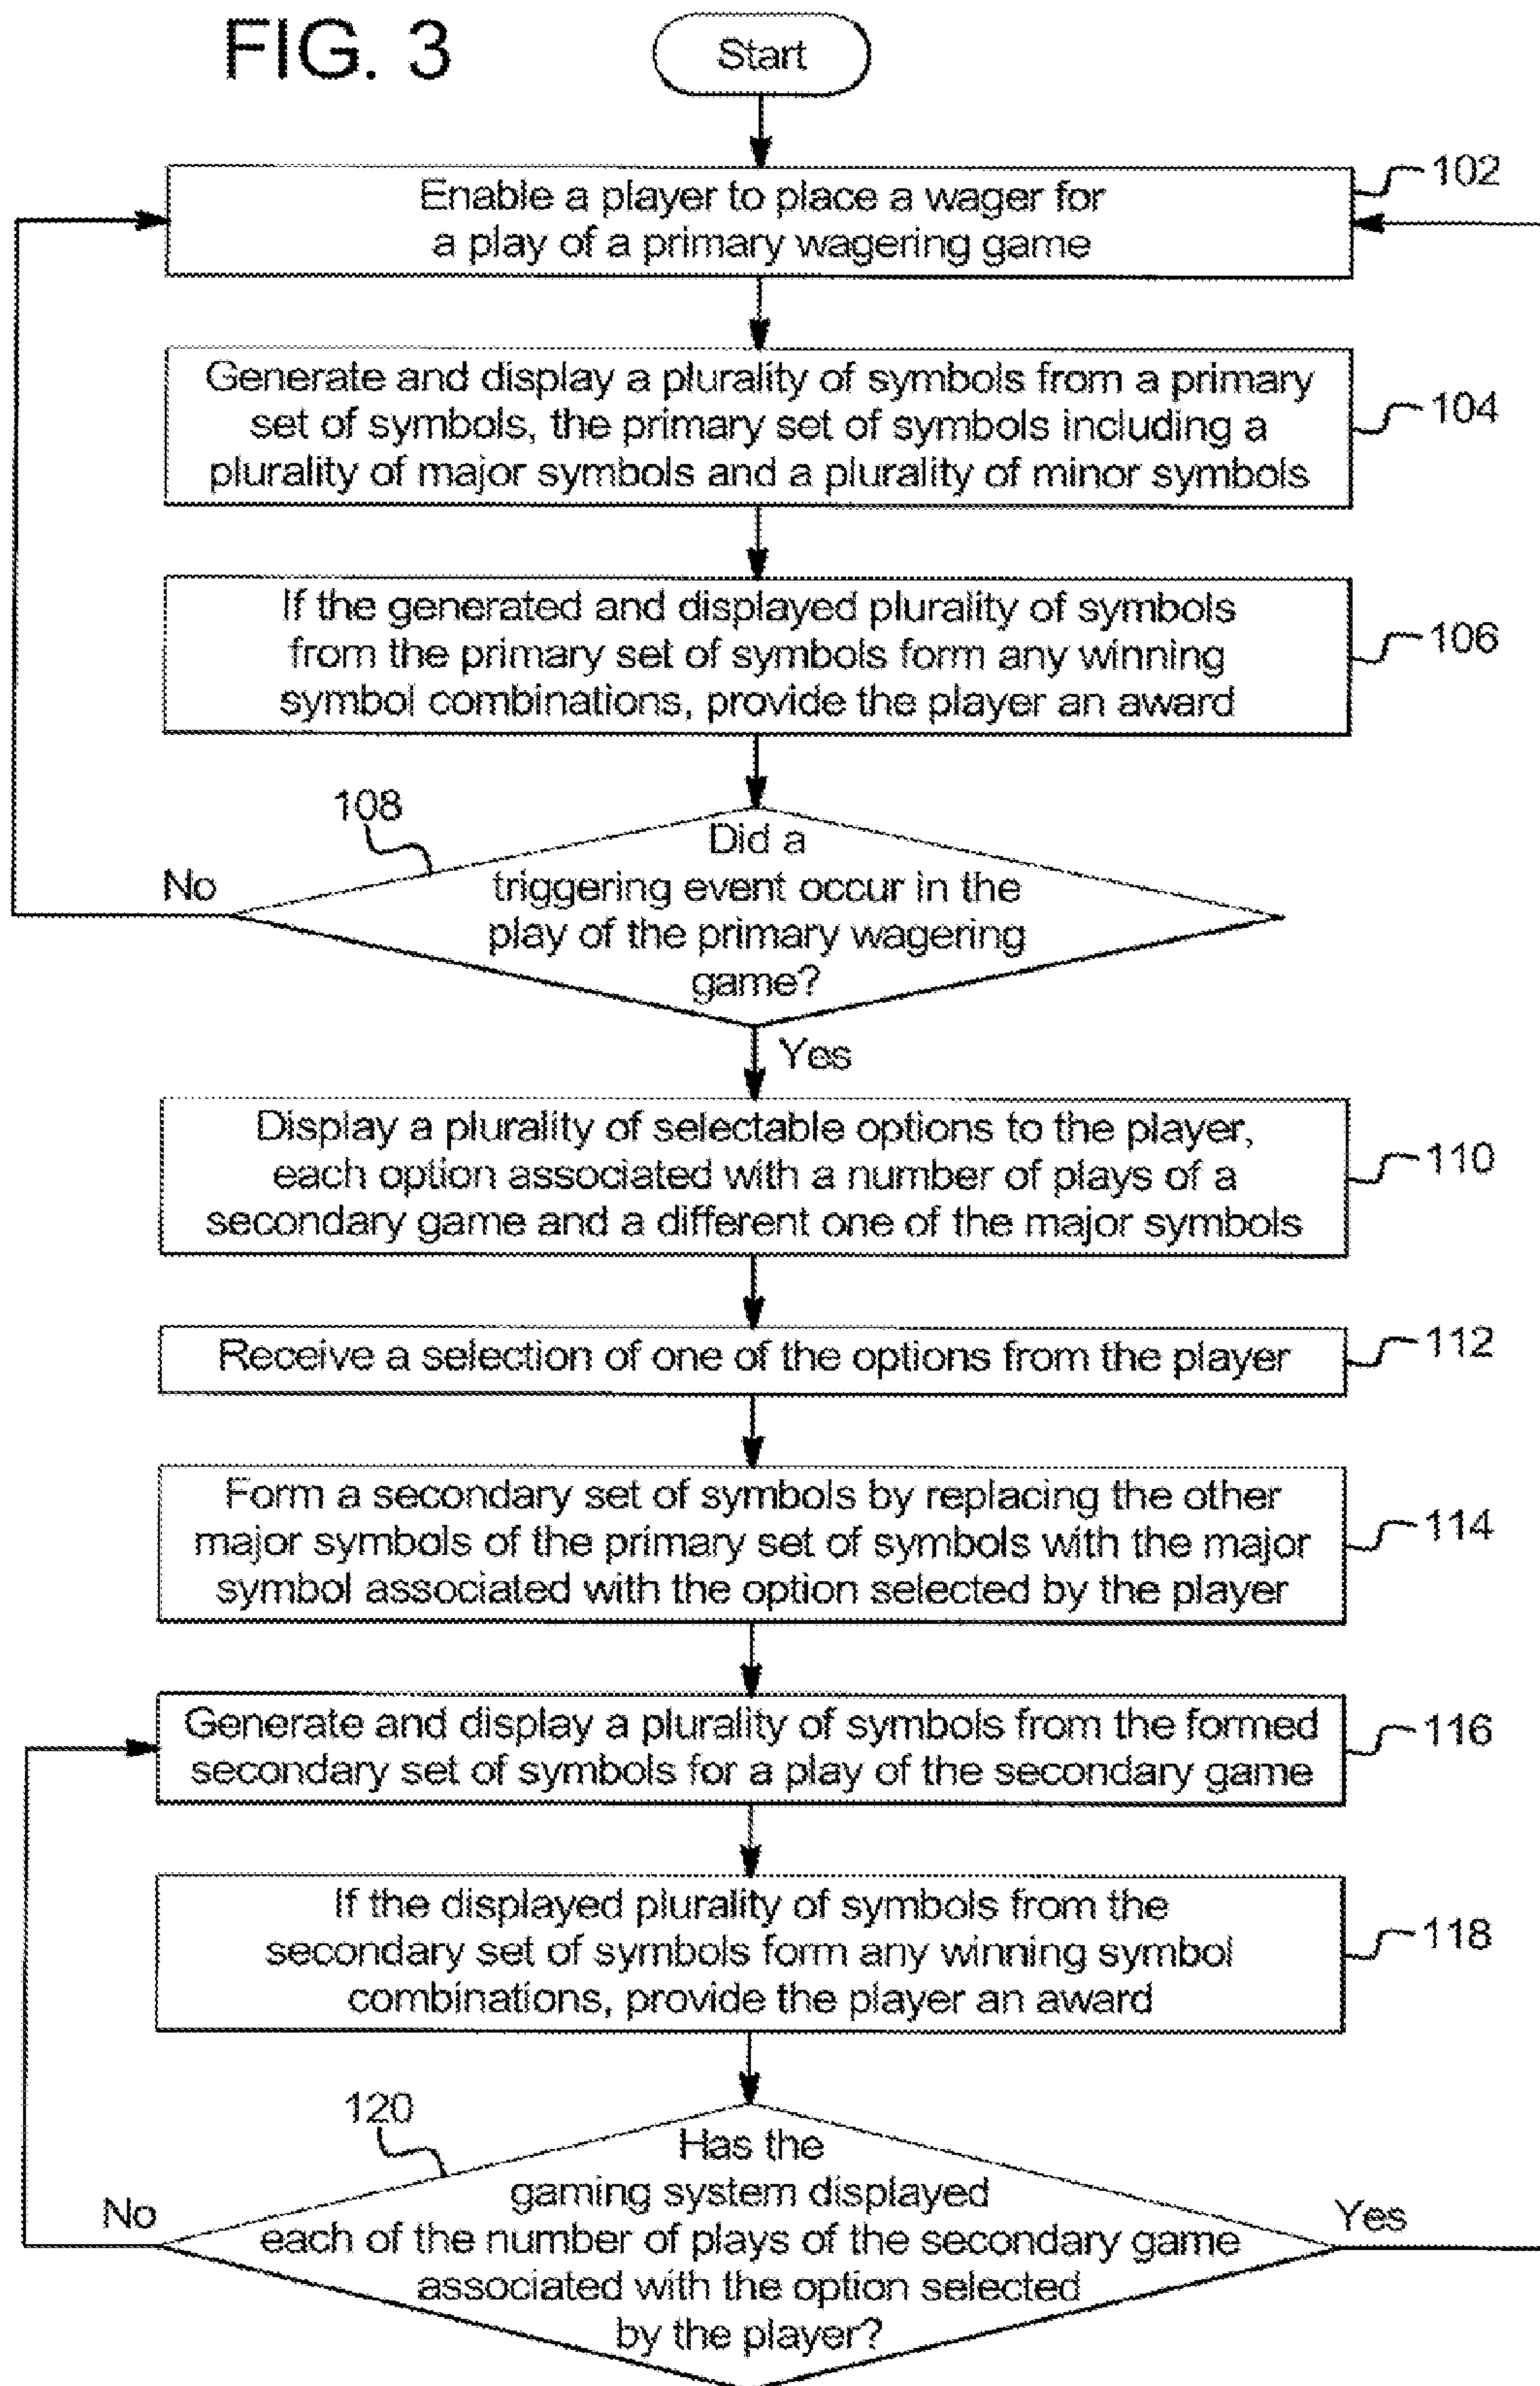 FIG. 3
Start
Enable a player to place a wager for
a play of a primary wagering game
102
Generate and display a plurality of symbols from a primary
set of symbols, the primary set of symbols including a
plurality of major symbols and a plurality of minor symbols
104
If the generated and displayed plurality of symbols
from the primary set of symbols form any winning
symbol combinations, provide the player an award
106
108
Did a
triggering event occur in the
play of the primary wagering
game?
No
Yes
Display a plurality of selectable options to the player,
each option associated with a number of plays of a
secondary game and a different one of the major symbols
110
Receive a selection of one of the options from the player
112
Form a secondary set of symbols by replacing the other
major symbols of the primary set of symbols with the major
symbol associated with the option selected by the player
114
Generate and display a plurality of symbols from the formed
secondary set of symbols for a play of the secondary game
116
If the displayed plurality of symbols from the
secondary set of symbols form any winning symbol
combinations, provide the player an award
118
120
Has the
gaming system displayed
each of the number of plays of the secondary game
associated with the option selected
by the player?
No
Yes